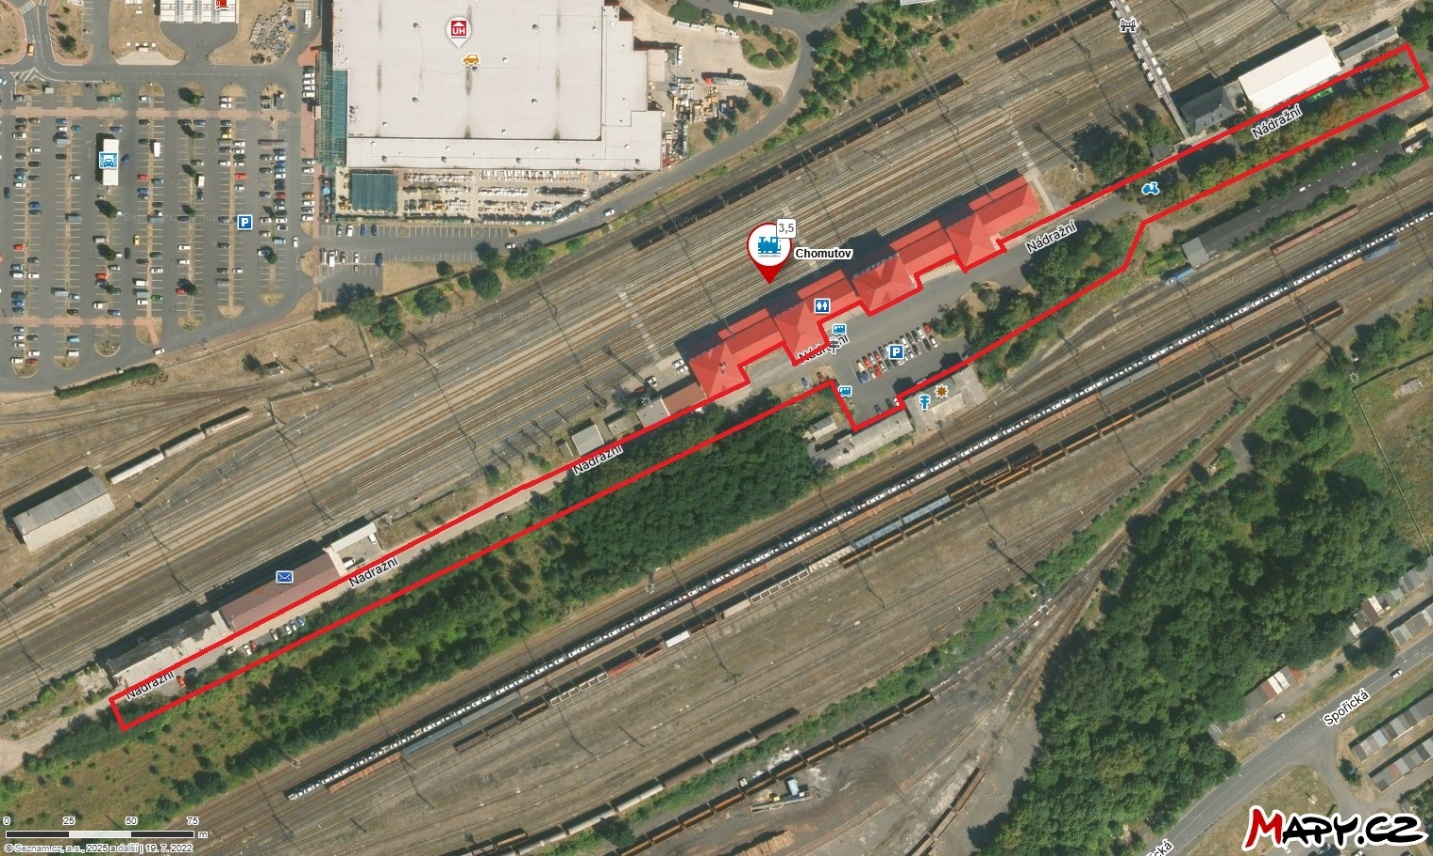 UH
P
3,5
Chomutov
Nádražní
Nádražní
P
Nádražní
Nádražní
Nádražní
Spořická
0 25 50 75 m
© Seznam.cz, a.s., 2025 a další | 19. 7. 2022
MAPY.CZ